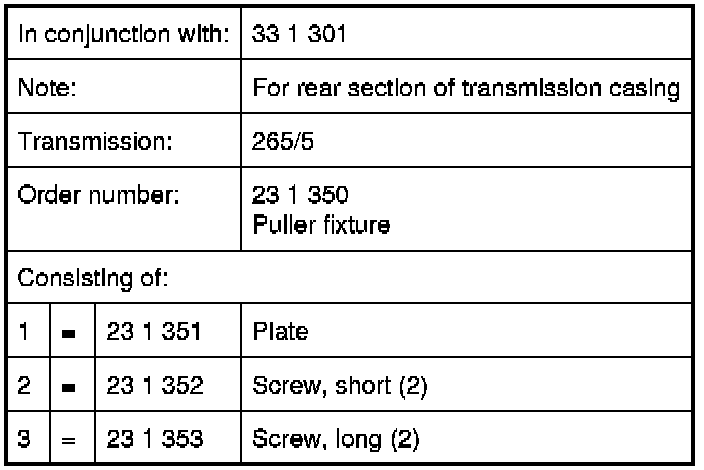 In conjunction with: 33 1 301
Note: For rear section of transmission casing
Transmission: 265/5
Order number: 23 1 350
Puller fixture
Consisting of:
1 = 23 1 351 Plate
2 = 23 1 352 Screw, short (2)
3 = 23 1 353 Screw, long (2)